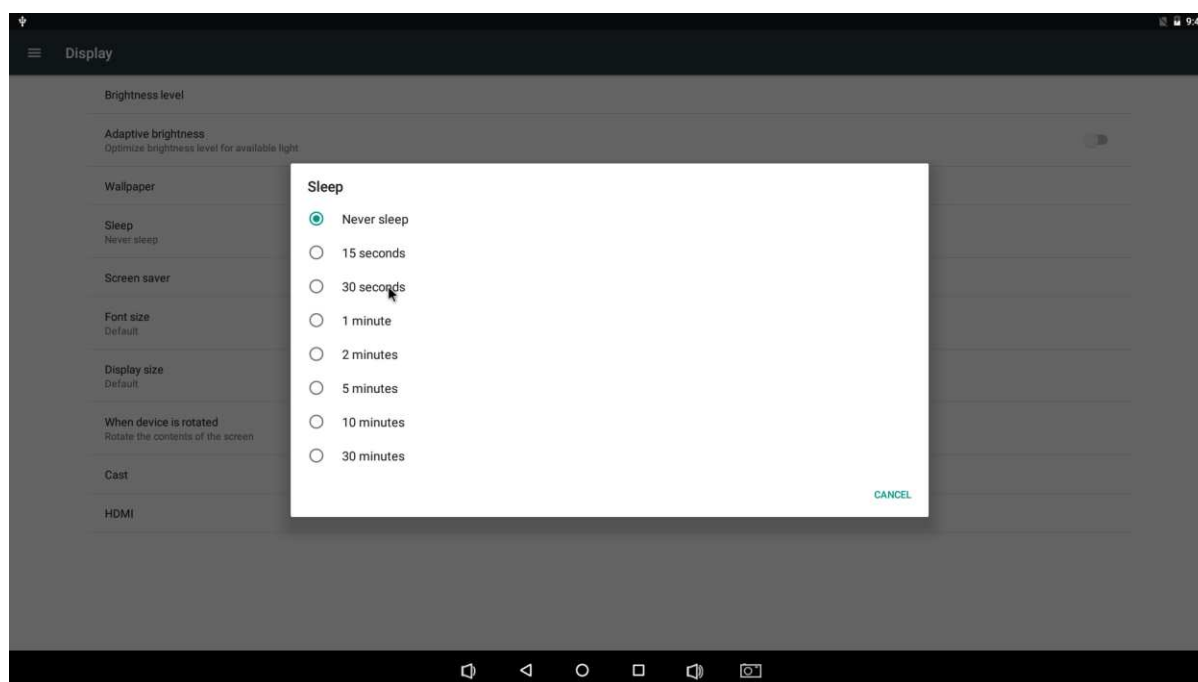 9:4
Display
Brightness level
Adaptive brightness
Optimize brightness level for available light
Wallpaper
Sleep
Never sleep
Screen saver
Font size
Default
Display size
Default
When device is rotated
Rotate the contents of the screen
Cast
HDMI
Sleep
Never sleep
15 seconds
30 seconds
1 minute
2 minutes
5 minutes
10 minutes
30 minutes
CANCEL